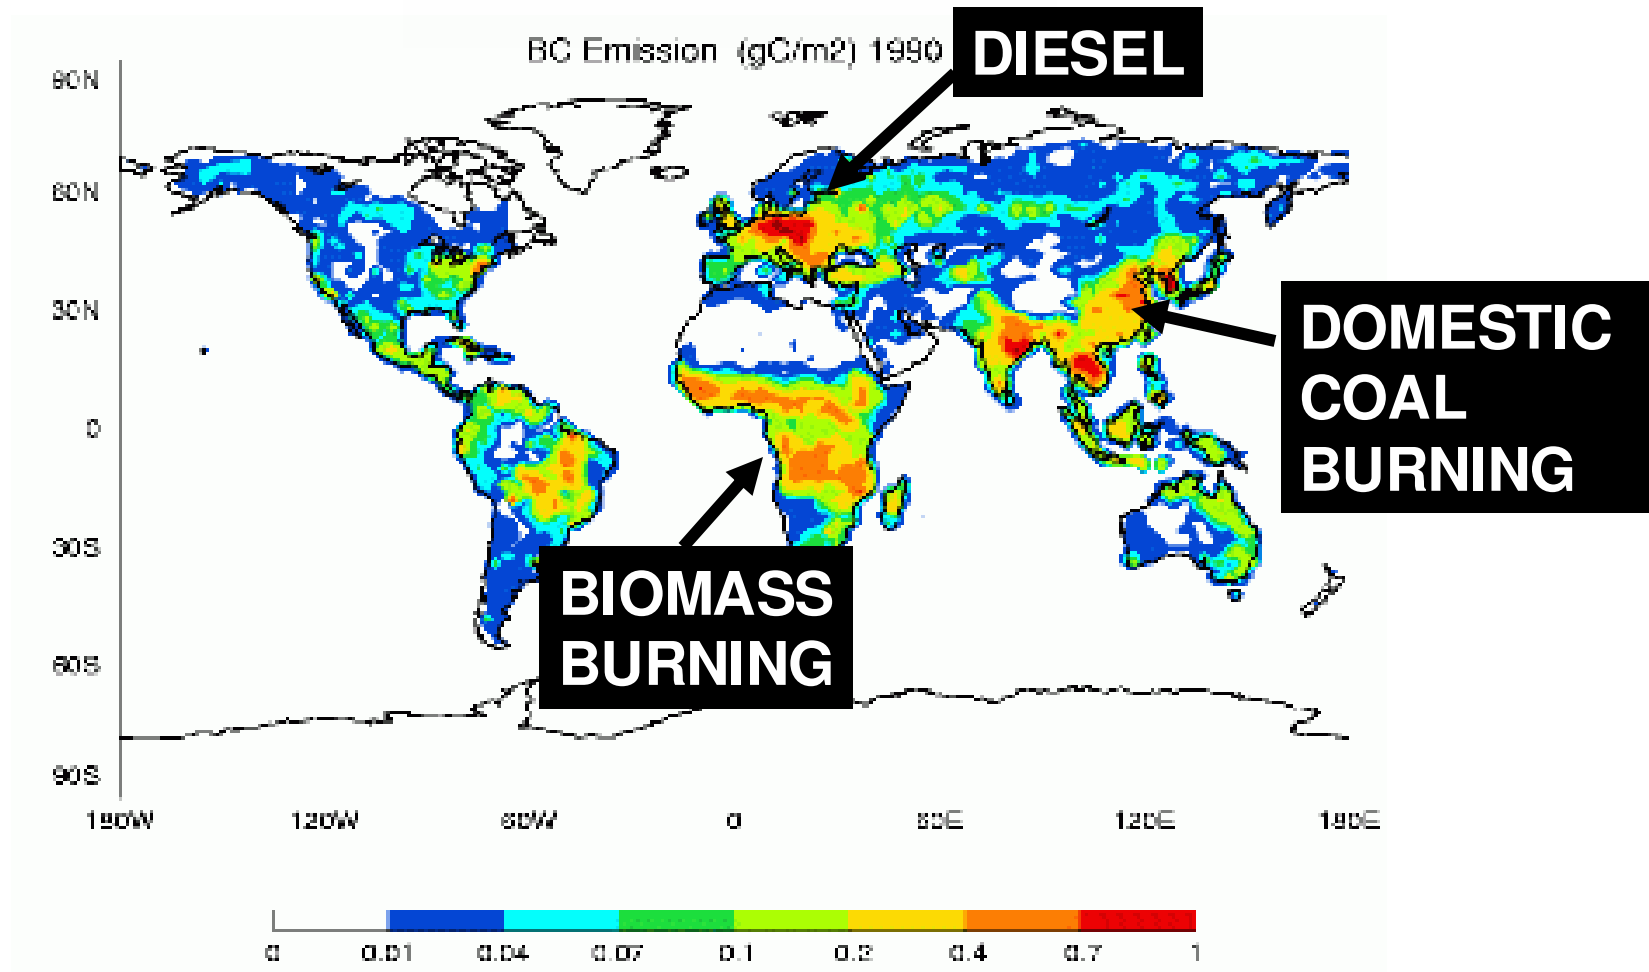 BC Emission (gC/m2) 1990
DIESEL
90N
60N
30N
0
30S
60S
90S
DOMESTIC
COAL
BURNING
BIOMASS
BURNING
180W 120W 60W 0 60E 120E 180E
0 0.01 0.04 0.07 0.1 0.2 0.4 0.7 1